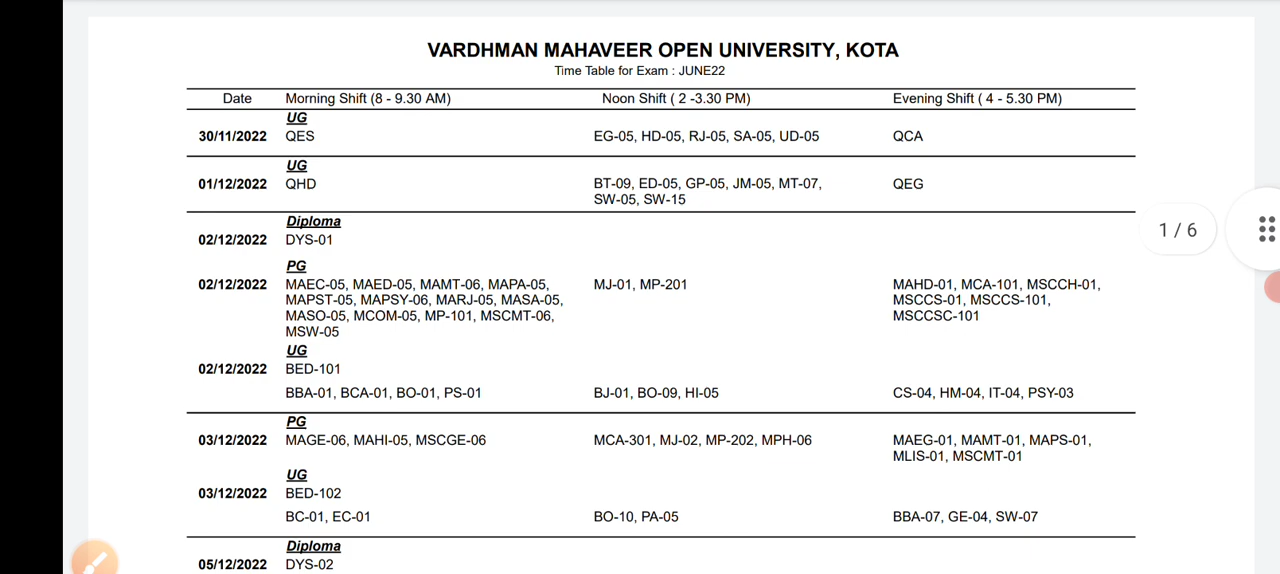 VARDHMAN MAHAVEER OPEN UNIVERSITY, KOTA
Time Table for Exam : JUNE22
Date Morning Shift (8 - 9.30 AM) Noon Shift ( 2 -3.30 PM) Evening Shift ( 4 - 5.30 PM)
UG
30/11/2022 QES EG-05, HD-05, RJ-05, SA-05, UD-05 QCA
UG
01/12/2022 QHD BT-09, ED-05, GP-05, JM-05, MT-07, QEG
SW-05, SW-15
Diploma
1 / 6
02/12/2022 DYS-01
PG
02/12/2022 MAEC-05, MAED-05, MAMT-06, MAPA-05, MJ-01, MP-201 MAHD-01, MCA-101, MSCCH-01,
MAPST-05, MAPSY-06, MARJ-05, MASA-05, MSCCS-01, MSCCS-101,
MASO-05, MCOM-05, MP-101, MSCMT-06, MSCCSC-101
MSW-05
UG
02/12/2022 BED-101
BBA-01, BCA-01, BO-01, PS-01 BJ-01, BO-09, HI-05 CS-04, HM-04, IT-04, PSY-03
PG
03/12/2022 MAGE-06, MAHI-05, MSCGE-06 MCA-301, MJ-02, MP-202, MPH-06 MAEG-01, MAMT-01, MAPS-01,
MLIS-01, MSCMT-01
UG
03/12/2022 BED-102
BC-01, EC-01 BO-10, PA-05 BBA-07, GE-04, SW-07
Diploma
05/12/2022 DYS-02